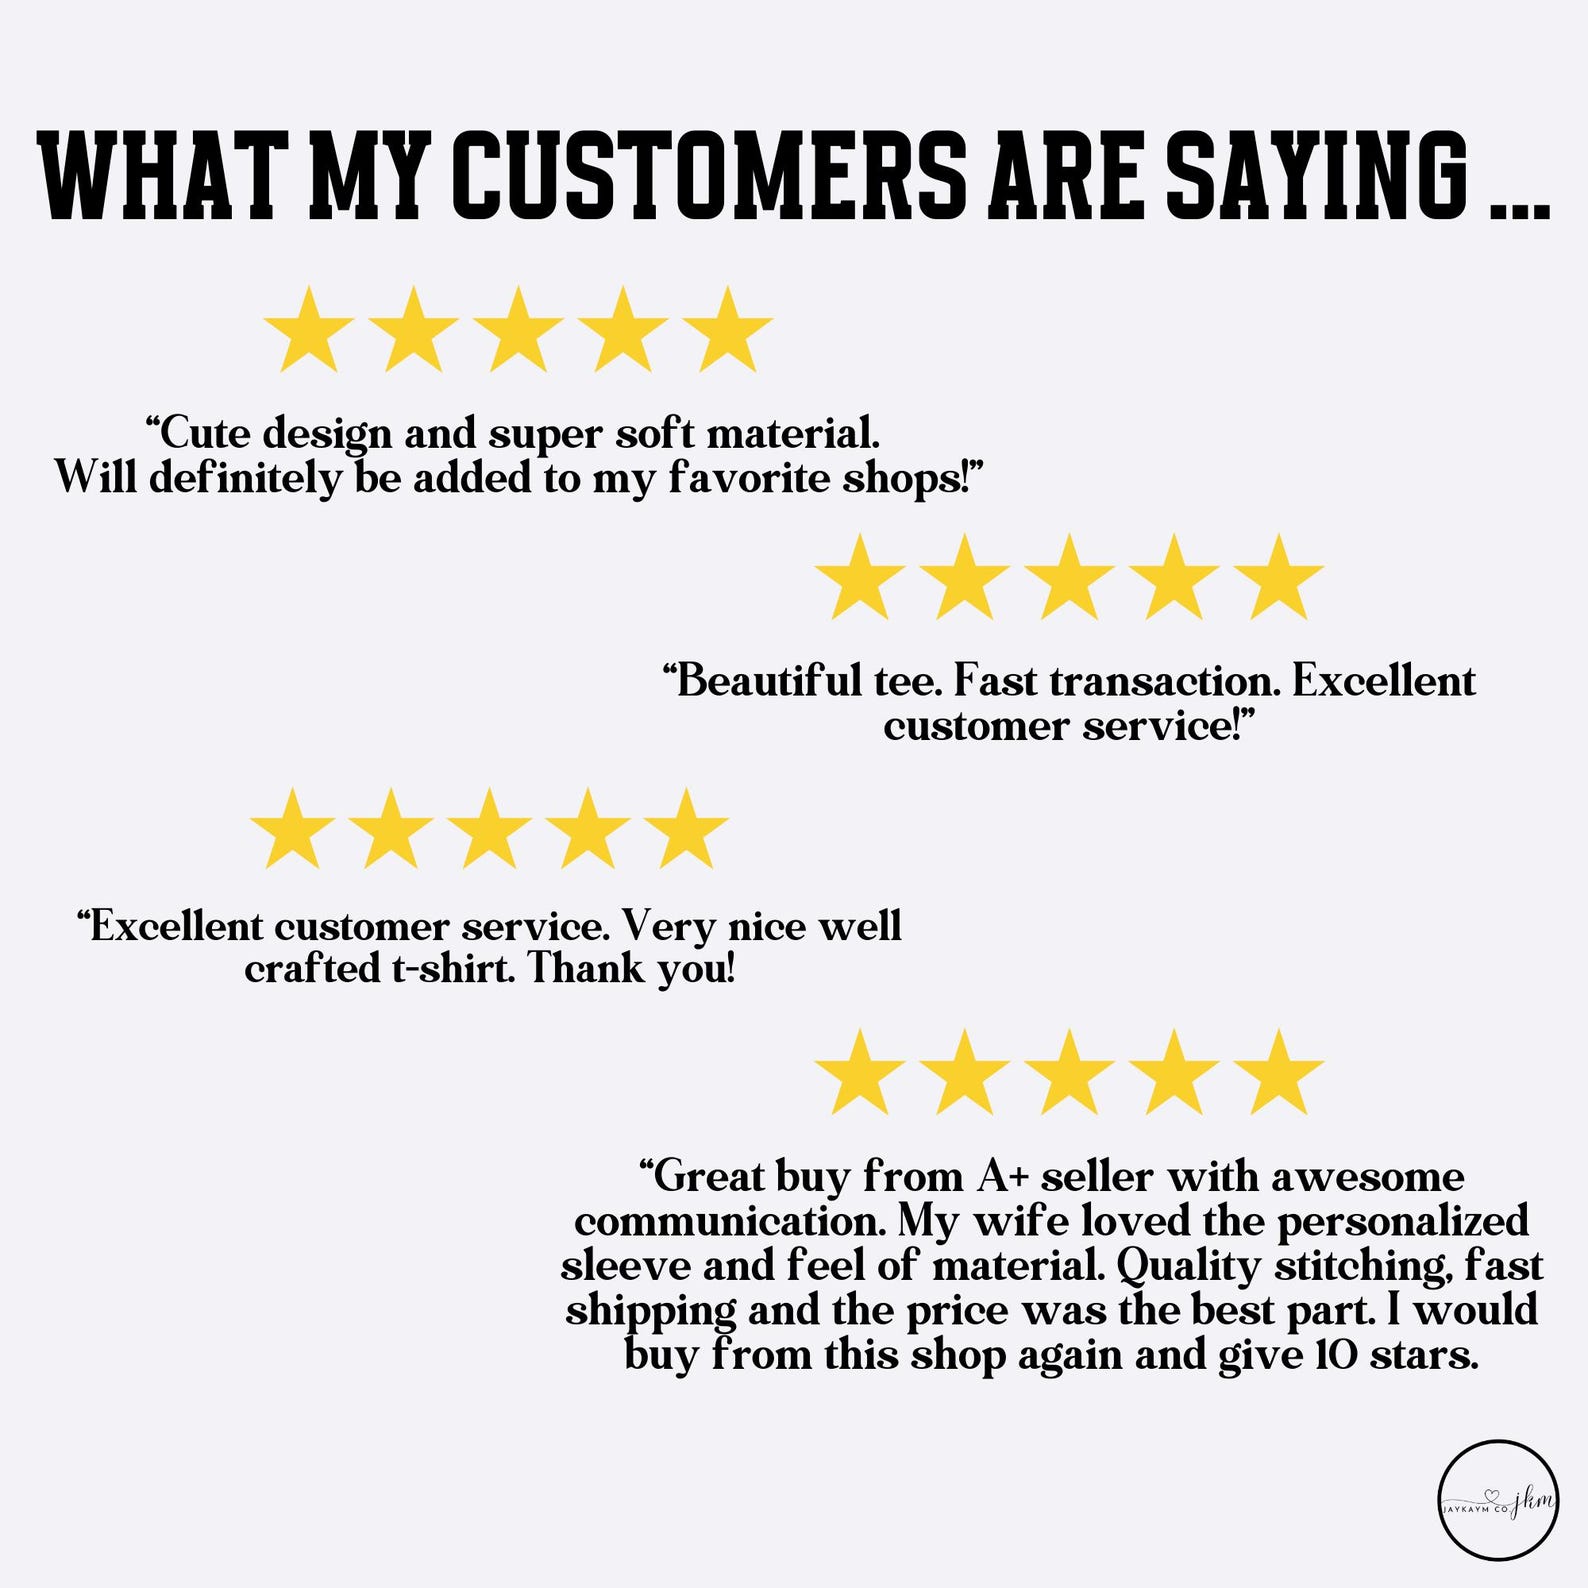 WHAT MY CUSTOMERS ARE SAYING ...
“Cute design and super soft material.
Will definitely be added to my favorite shops!”
“Beautiful tee. Fast transaction. Excellent
customer service!”
“Excellent customer service. Very nice well
crafted t-shirt. Thank you!
“Great buy from A+ seller with awesome
communication. My wife loved the personalized
sleeve and feel of material. Quality stitching, fast
shipping and the price was the best part. I would
buy from this shop again and give 10 stars.
JAYKAYM CO. jkm